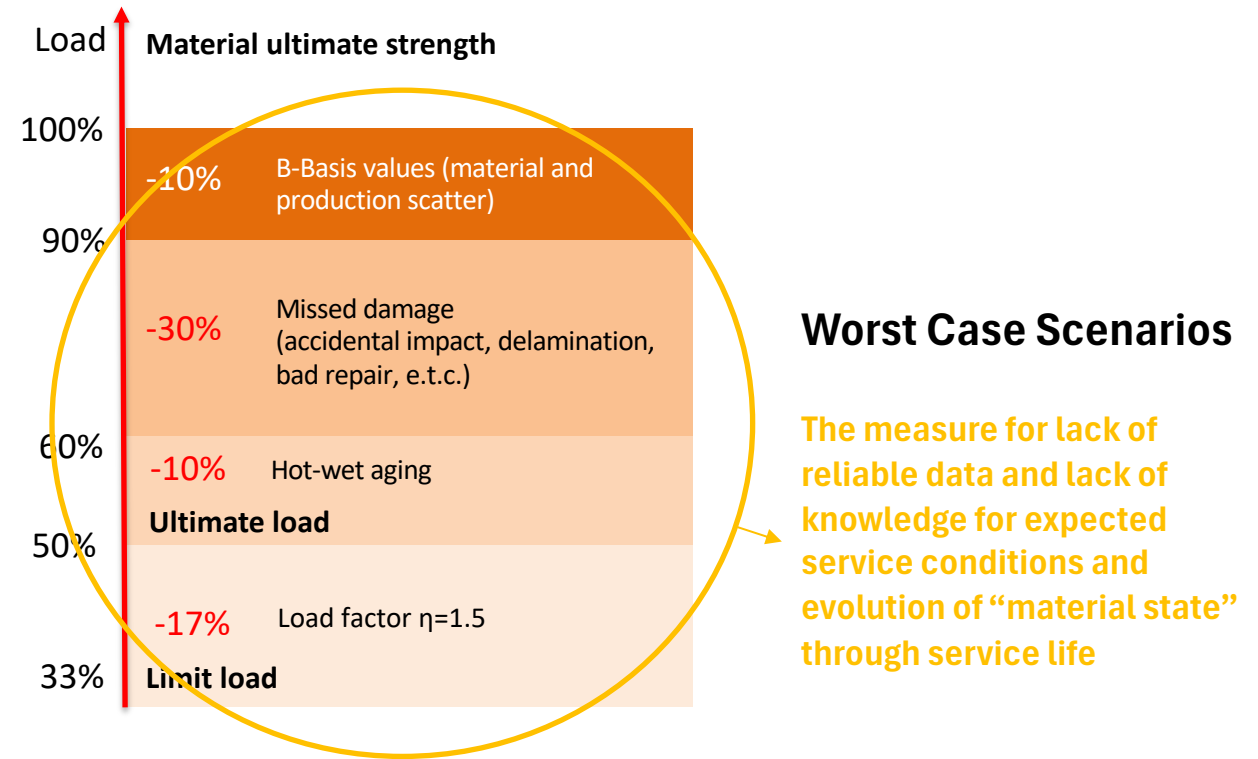 Load
Material ultimate strength
100%
-10%
B-Basis values (material and
production scatter)
90%
-30%
Missed damage
(accidental impact, delamination,
bad repair, e.t.c.)
60%
-10%
Hot-wet aging
Ultimate load
50%
-17%
Load factor η=1.5
33%
Limit load
Worst Case Scenarios
The measure for lack of
reliable data and lack of
knowledge for expected
service conditions and
evolution of “material state”
through service life